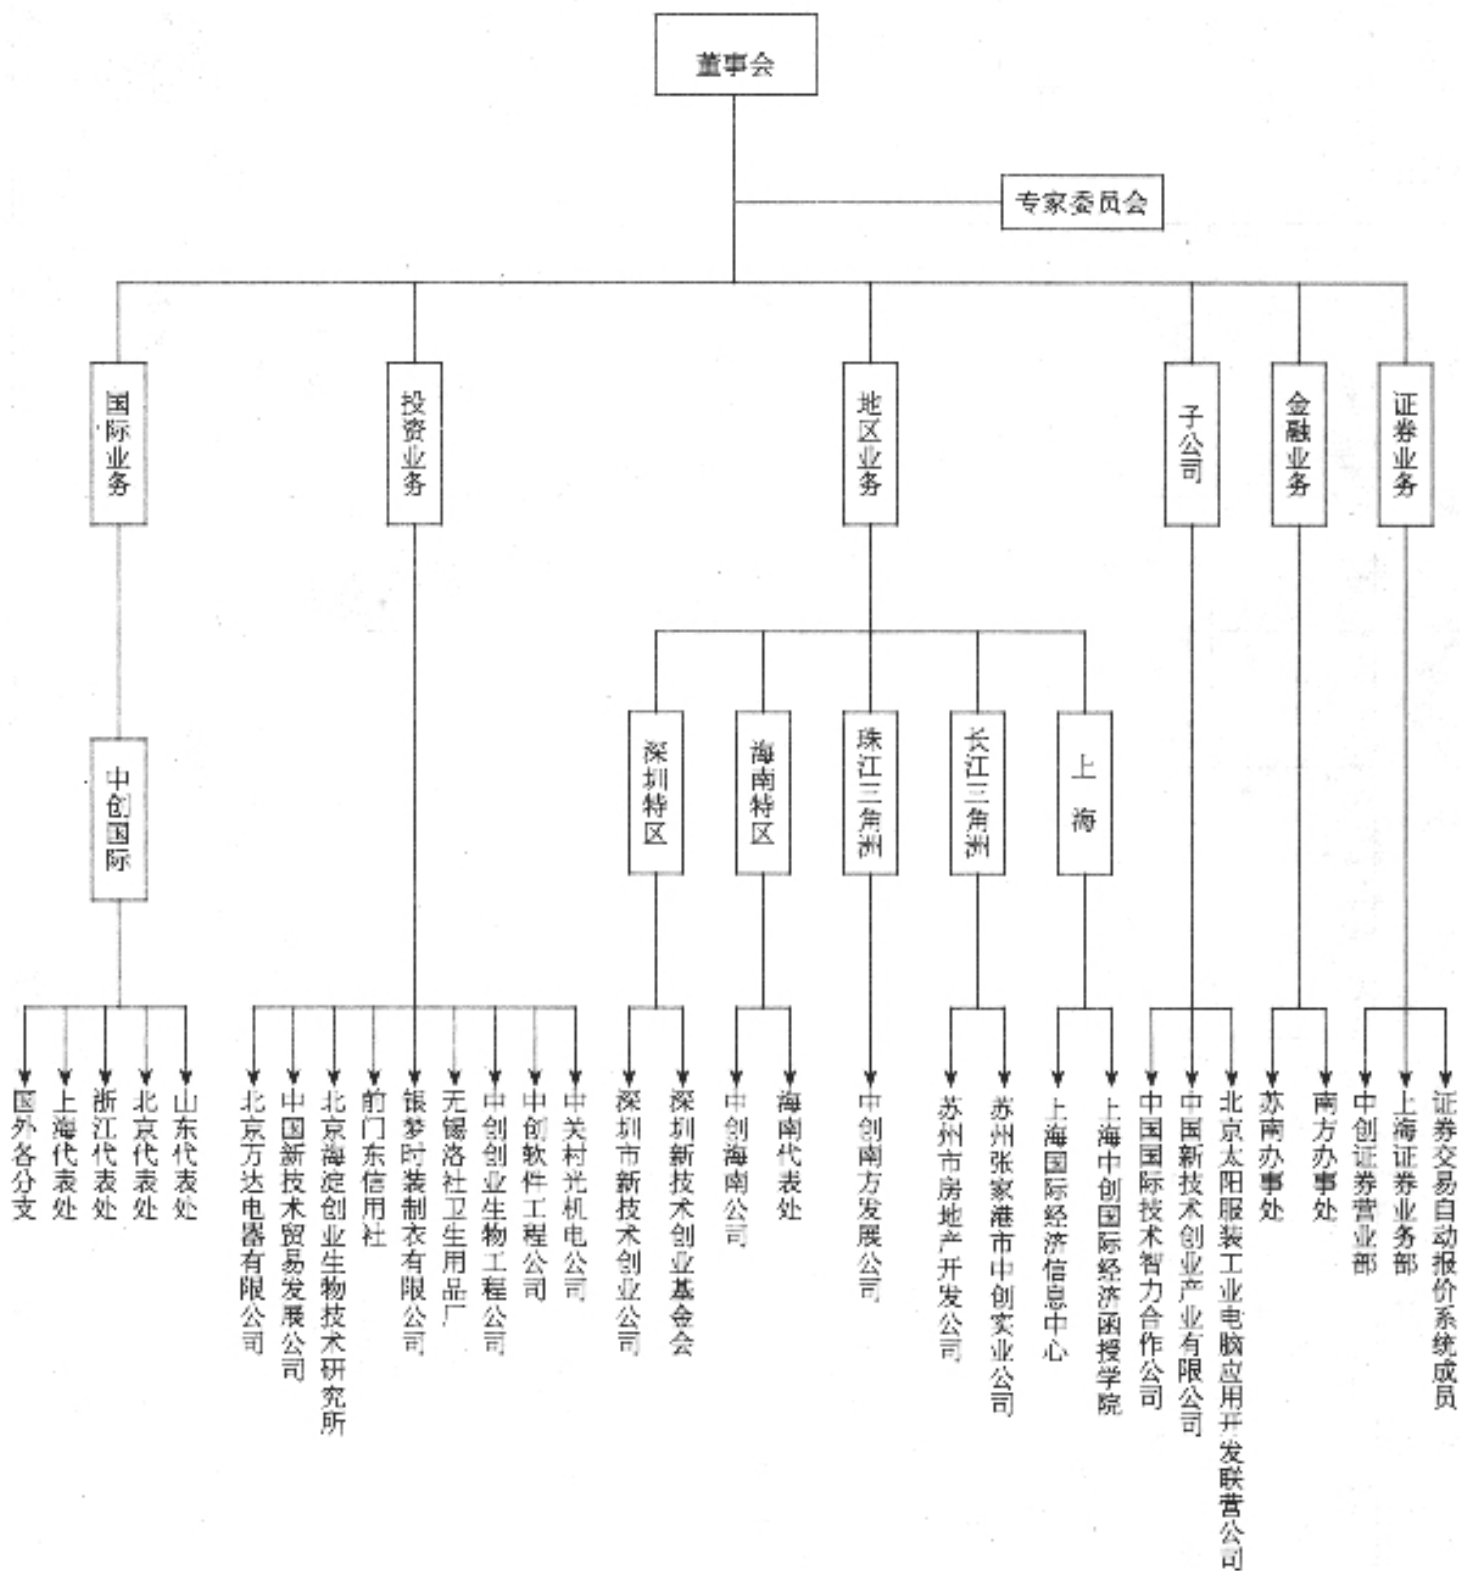 董事会
专家委员会
国际业务
投资业务
地区业务
子公司
金融业务
证券业务
中创国际
深圳特区
海南特区
珠江三角洲
长江三角洲
上海
国外各分支
上海代表处
浙江代表处
北京代表处
山东代表处
北京万达电器有限公司
中国新技术贸易发展公司
北京海淀创业生物技术研究所
前门东信用社
银梦时装制衣有限公司
无锡洛社卫生用品厂
中创创业生物工程公司
中创软件工程公司
中关村光机电公司
深圳市新技术创业公司
深圳新技术创业基金会
中创海南公司
海南代表处
中创南方发展公司
苏州市房地产开发公司
苏州张家港市中创实业公司
上海国际经济信息中心
上海中创国际经济函授学院
中国国际技术智力合作公司
中国新技术创业产业有限公司
北京太阳服装工业电脑应用开发联营公司
苏南办事处
南方办事处
中创证券营业部
上海证券业务部
证券交易自动报价系统成员